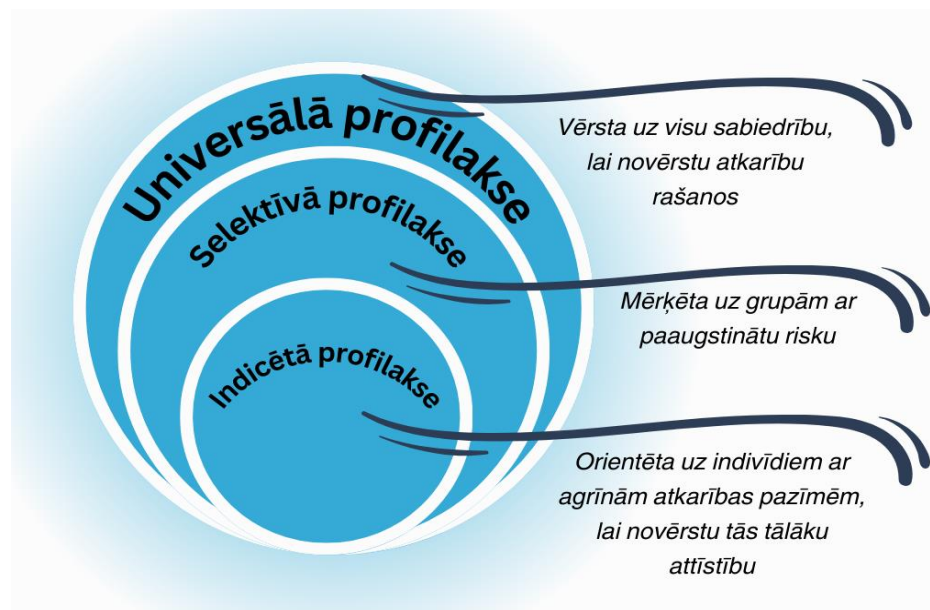 Universālā profilakse
Vērsta uz visu sabiedrību,
lai novērstu atkarību
rašanos
Selektīvā profilakse
Mērķēta uz grupām ar
paaugstinātu risku
Indicētā profilakse
Orientēta uz indivīdiem ar
agrīnām atkarības pazīmēm,
lai novērstu tās tālāku
attīstību